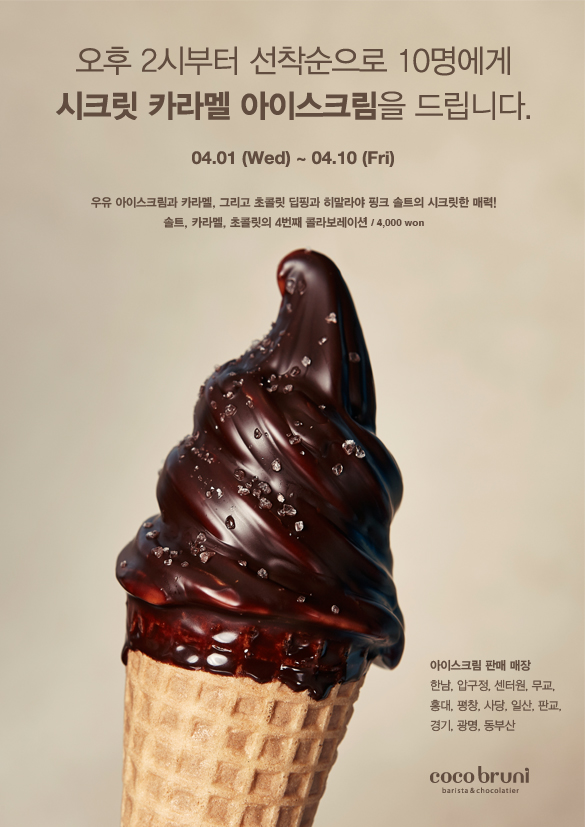 오후 2시부터 선착순으로 10명에게
시크릿 카라멜 아이스크림을 드립니다.
04.01 (Wed) ~ 04.10 (Fri)
우유 아이스크림과 카라멜, 그리고 초콜릿 딥핑과 히말라야 핑크 솔트의 시크릿한 매력!
솔트, 카라멜, 초콜릿의 4번째 콜라보레이션 / 4,000 won
아이스크림 판매 매장
한남, 압구정, 센터원, 무교,
홍대, 평창, 사당, 일산, 판교,
경기, 광명, 동부산
coco bruni
barista & chocolatier